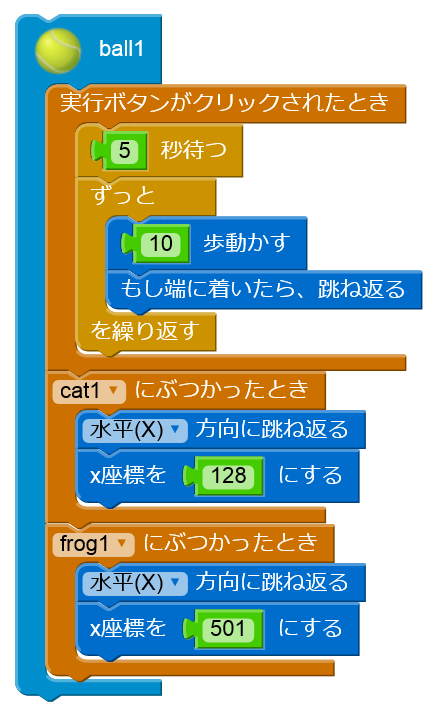 ball1
実行ボタンがクリックされたとき
5 秒待つ
ずっと
10 歩動かす
もし端に着いたら、跳ね返る
を繰り返す
cat1 にぶつかったとき
水平(X) 方向に跳ね返る
x座標を 128 にする
frog1 にぶつかったとき
水平(X) 方向に跳ね返る
x座標を 501 にする